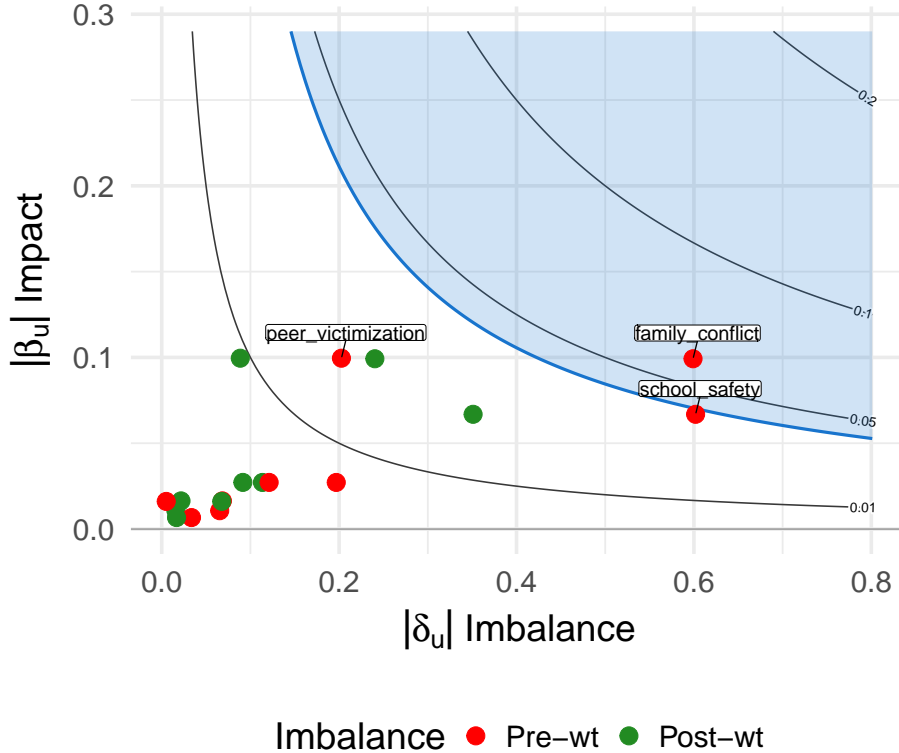 0.3
0.2
0.1
0.0
|βu| Impact
0.2
0.1
0.05
0.01
peer_victimization
family_conflict
school_safety
0.0 0.2 0.4 0.6 0.8
|δu| Imbalance
Imbalance Pre−wt Post−wt